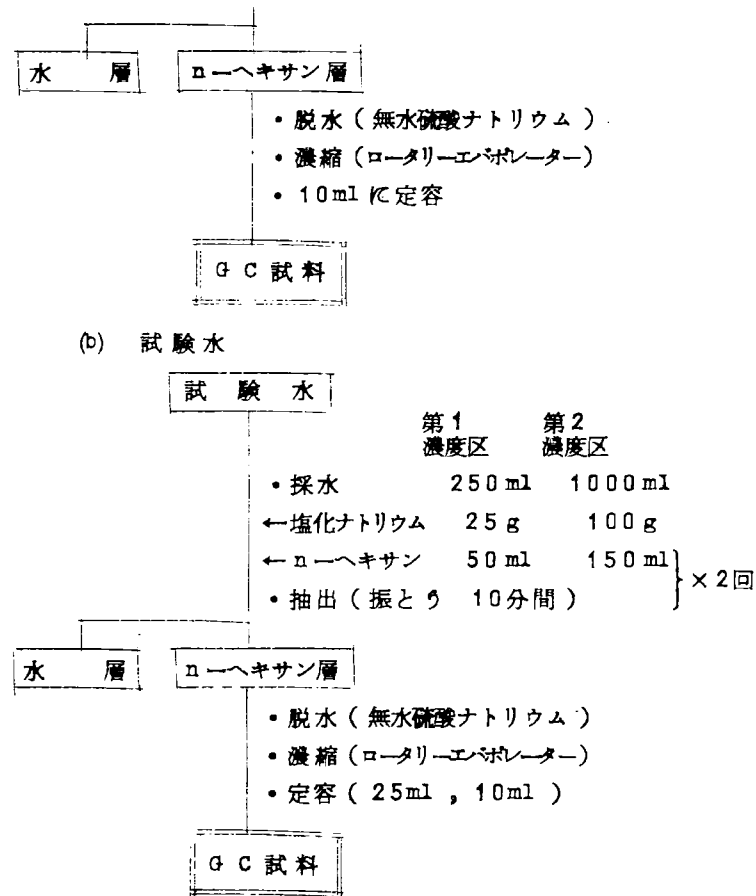 水 層 n-ヘキサン層
・脱水(無水硫酸ナトリウム)
・濃縮(ロータリーエバポレーター)
・10mlに定容
GC試料
(b) 試験水
試験水
第1 第2
濃度区 濃度区
・採水 250ml 1000ml
←塩化ナトリウム 25g 100g
←n-ヘキサン 50ml 150ml
×2回
・抽出(振とう 10分間)
水 層 n-ヘキサン層
・脱水(無水硫酸ナトリウム)
・濃縮(ロータリーエバポレーター)
・定容(25ml,10ml)
GC試料